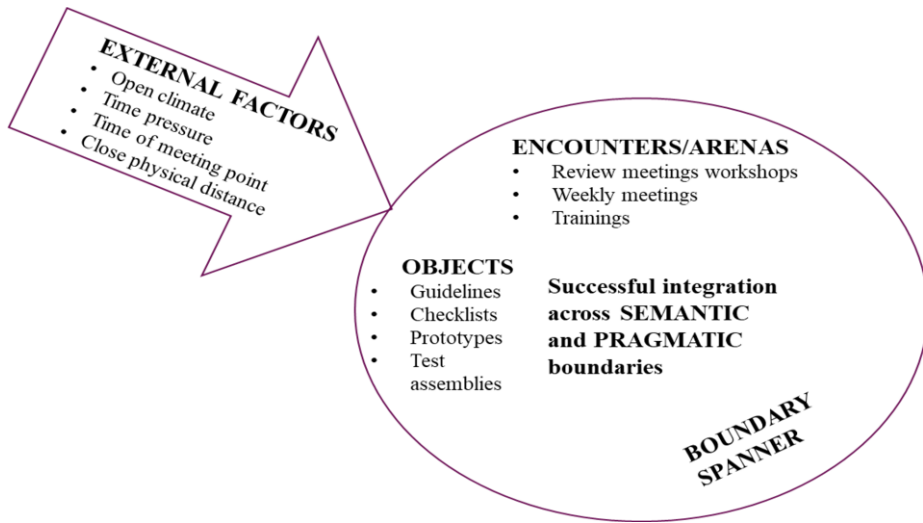 EXTERNAL FACTORS
• Open climate
• Time pressure
• Time of meeting point
• Close physical distance
ENCOUNTERS/ARENAS
• Review meetings workshops
• Weekly meetings
• Trainings
OBJECTS
• Guidelines
• Checklists
• Prototypes
• Test
assemblies
Successful integration
across SEMANTIC
and PRAGMATIC
boundaries
BOUNDARY
SPANNER